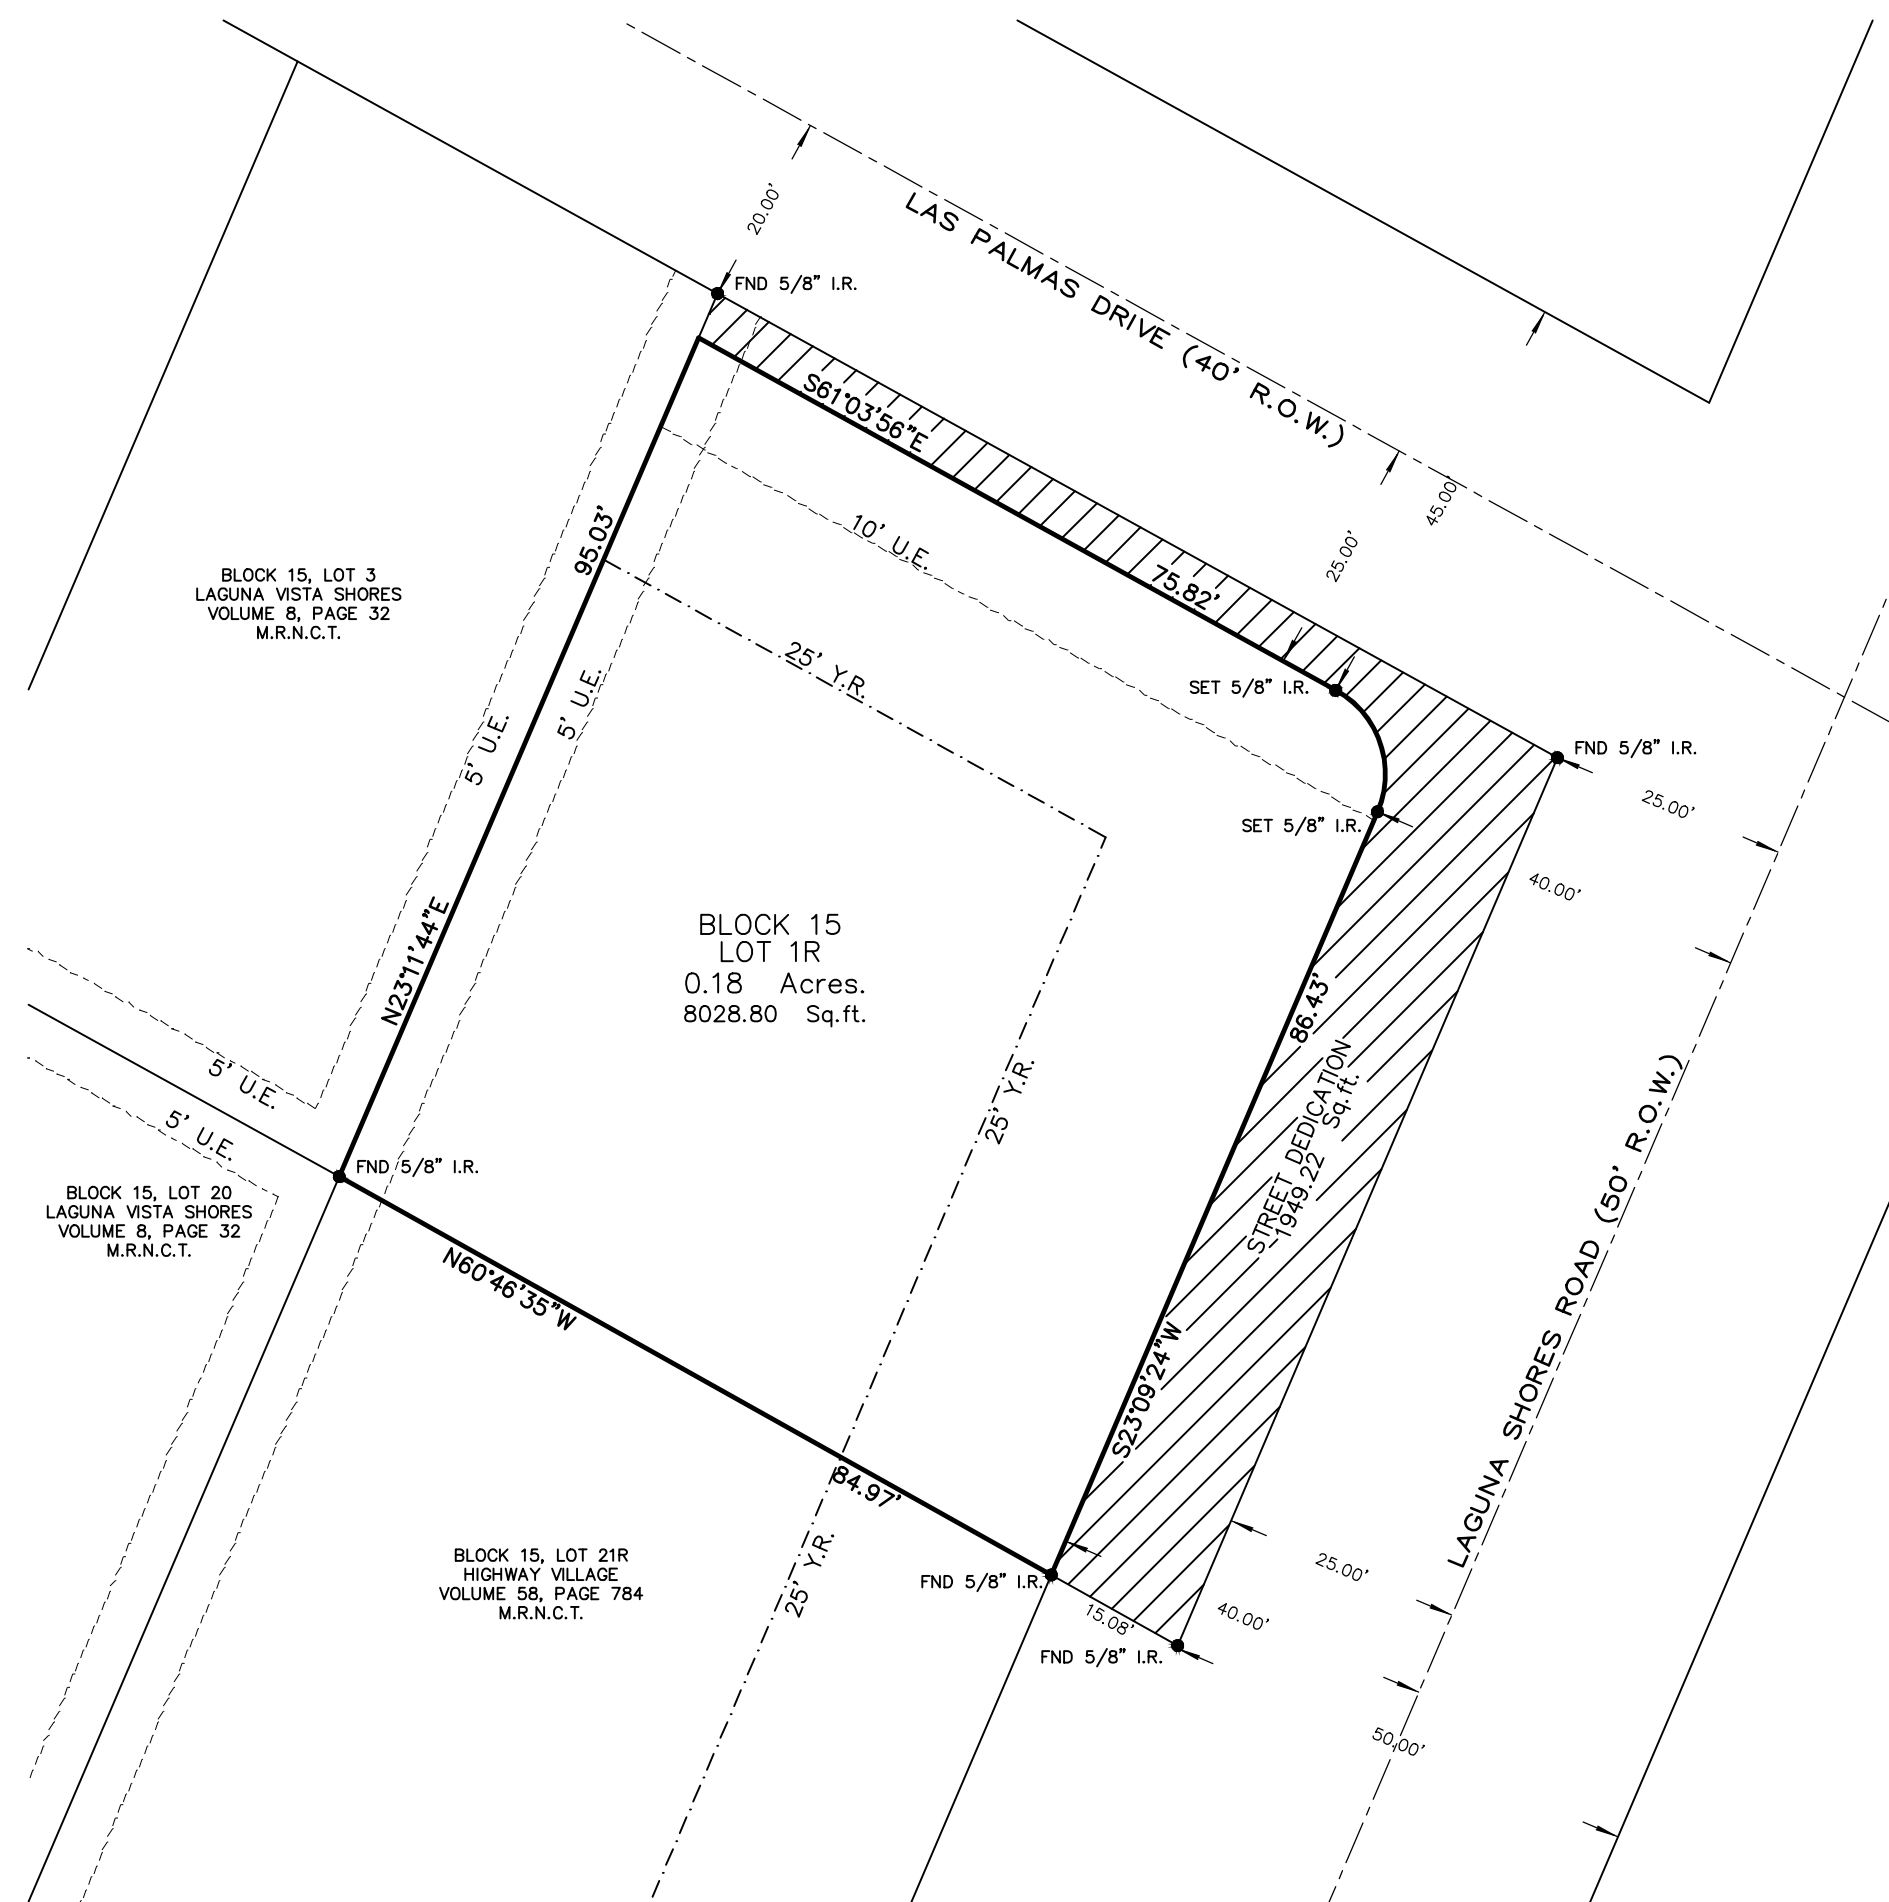 20.00'
FND 5/8" I.R.
LAS PALMAS DRIVE (40' R.O.W.)
S61°03'56"E
75.82'
45.00'
25.00'
10' U.E.
95.03'
BLOCK 15, LOT 3
LAGUNA VISTA SHORES
VOLUME 8, PAGE 32
M.R.N.C.T.
25' Y.R.
5' U.E.
5' U.E.
SET 5/8" I.R.
FND 5/8" I.R.
SET 5/8" I.R.
25.00'
40.00'
N23°11'44"E
BLOCK 15
LOT 1R
0.18 Acres.
8028.80 Sq.ft.
86.43'
STREET DEDICATION
1949.22 Sq.ft.
25' Y.R.
LAGUNA SHORES ROAD (50' R.O.W.)
5' U.E.
5' U.E.
FND 5/8" I.R.
BLOCK 15, LOT 20
LAGUNA VISTA SHORES
VOLUME 8, PAGE 32
M.R.N.C.T.
N60°46'35"W
84.97'
S23°09'24"W
BLOCK 15, LOT 21R
HIGHWAY VILLAGE
VOLUME 58, PAGE 784
M.R.N.C.T.
25' Y.R.
FND 5/8" I.R.
15.08'
FND 5/8" I.R.
25.00'
40.00'
50.00'